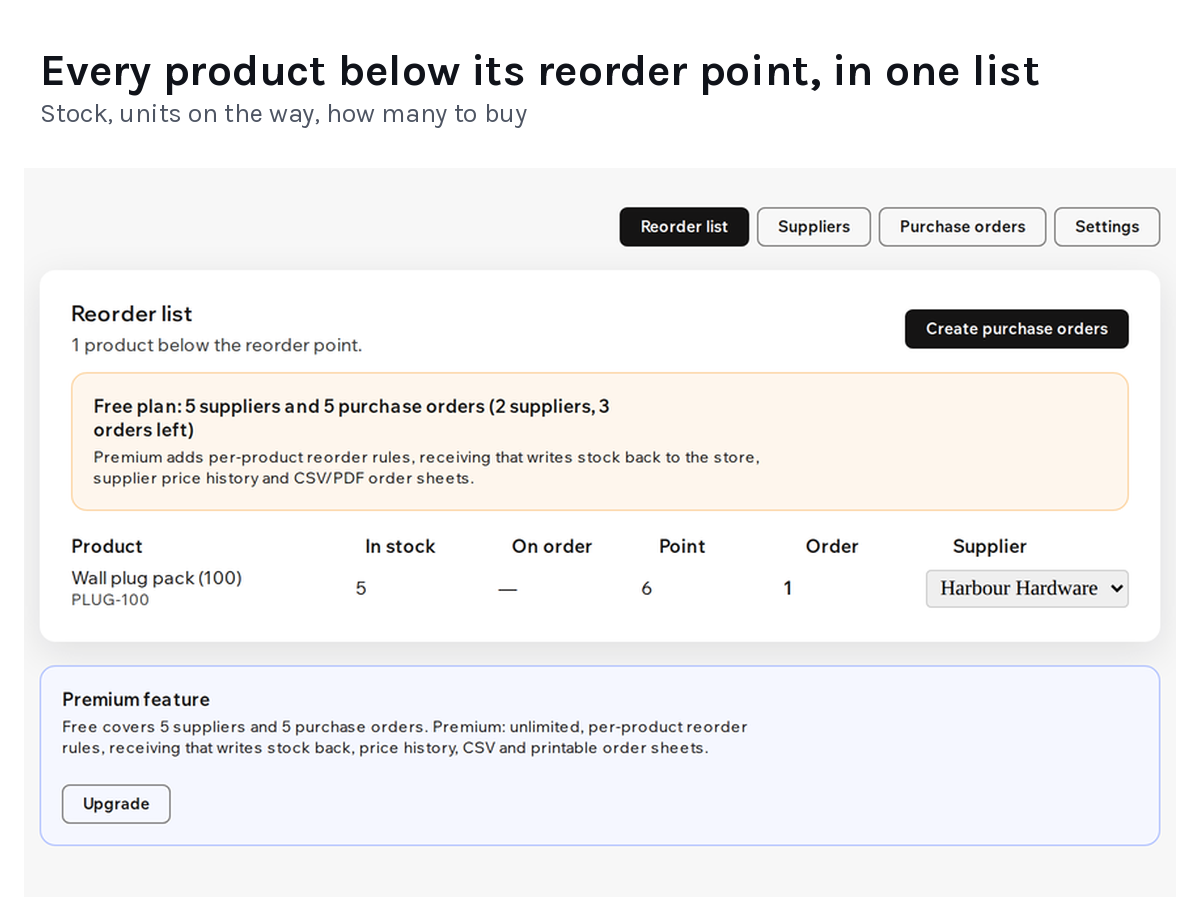 Every product below its reorder point, in one list
Stock, units on the way, how many to buy
Reorder list Suppliers Purchase orders Settings
Reorder list
1 product below the reorder point.
Create purchase orders
Free plan: 5 suppliers and 5 purchase orders (2 suppliers, 3
orders left)
Premium adds per-product reorder rules, receiving that writes stock back to the store,
supplier price history and CSV/PDF order sheets.
Product In stock On order Point Order Supplier
Wall plug pack (100) 5 — 6 1 Harbour Hardware
PLUG-100
Premium feature
Free covers 5 suppliers and 5 purchase orders. Premium: unlimited, per-product reorder
rules, receiving that writes stock back, price history, CSV and printable order sheets.
Upgrade